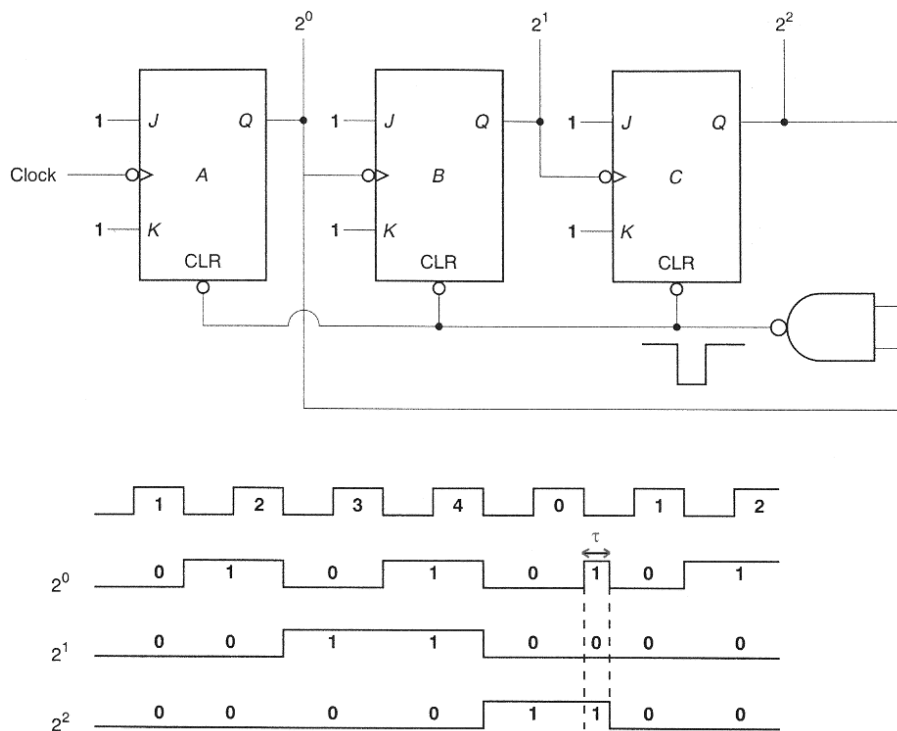 2⁰ 2¹ 2²
1 J Q 1 J Q 1 J Q
Clock A B C
1 K 1 K 1 K
CLR CLR CLR
1 2 3 4 0 1 2
τ
2⁰ 0 1 0 1 0 1 0 1
2¹ 0 0 1 1 0 0 0 0
2² 0 0 0 0 1 1 0 0